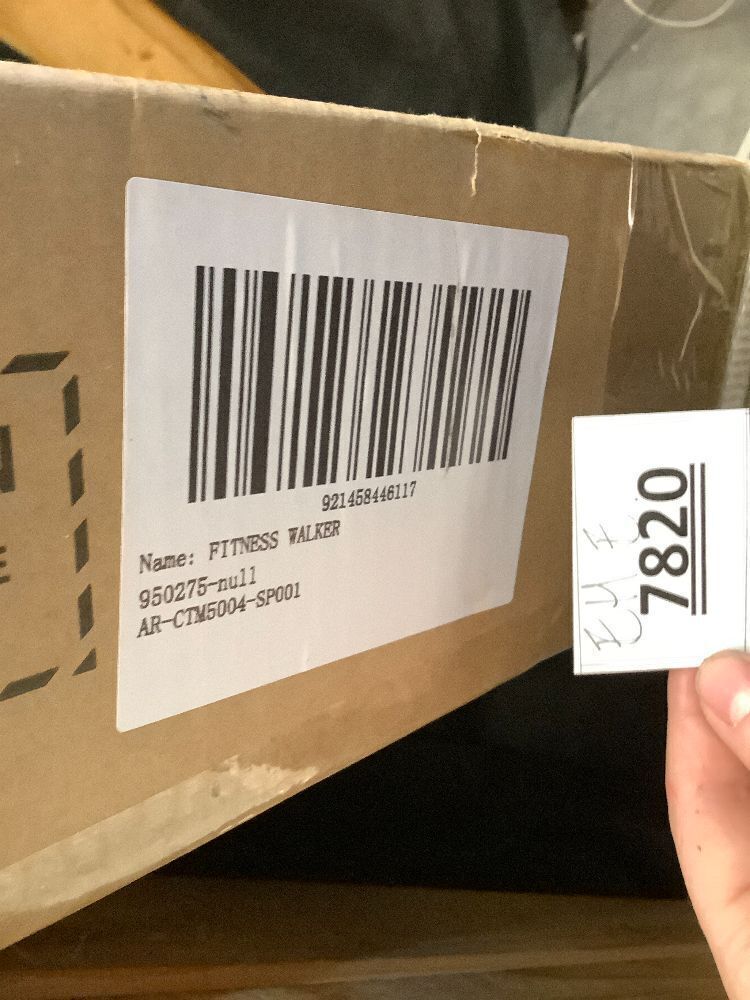 921458446117
Name: FITNESS WALKER
950275-null
AR-CTM5004-SP001
7820